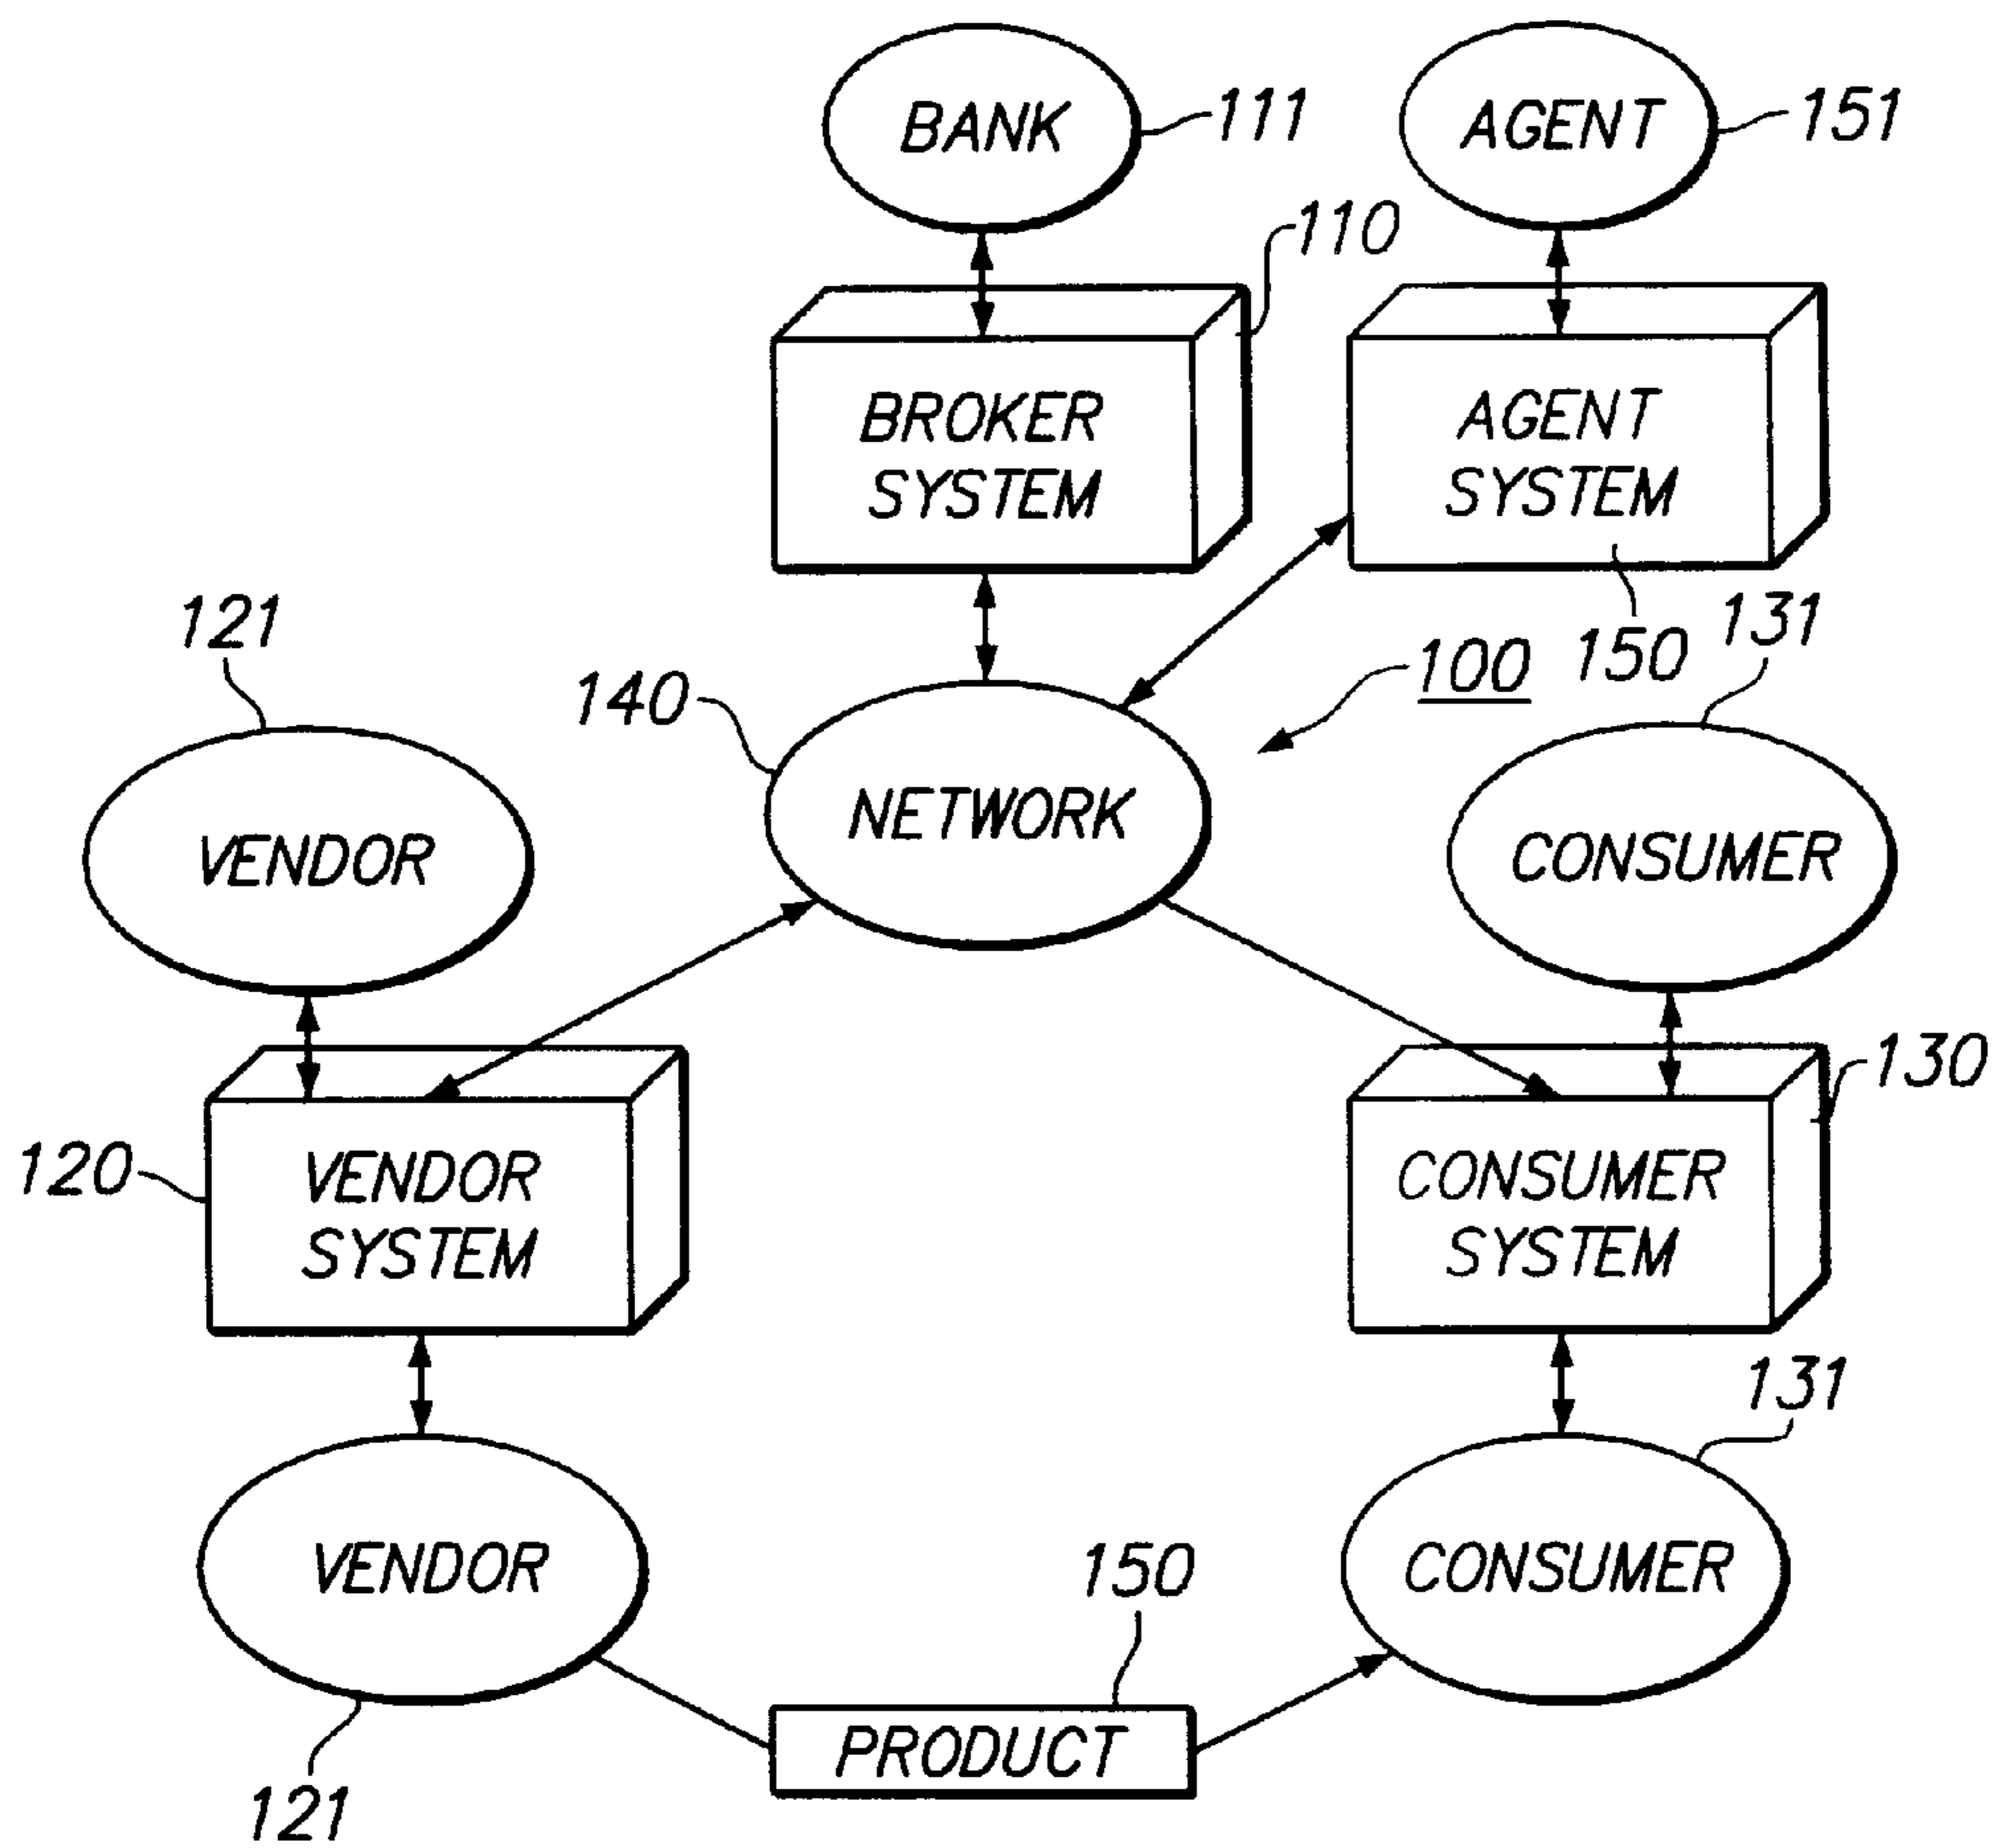 BANK
111
AGENT
151
110
BROKER
SYSTEM
AGENT
SYSTEM
150
121
131
140
100
NETWORK
VENDOR
CONSUMER
130
120
VENDOR
SYSTEM
CONSUMER
SYSTEM
131
VENDOR
150
CONSUMER
PRODUCT
121